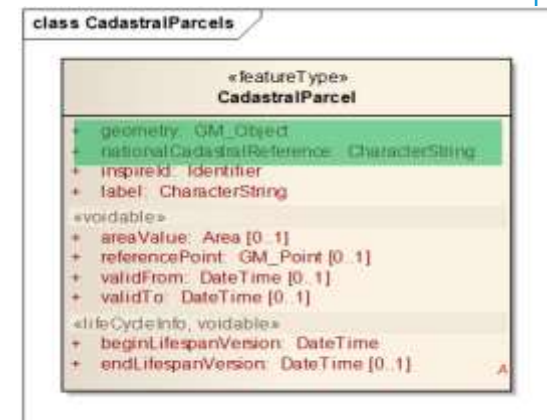 class CadastralParcels
«featureType»
CadastralParcel
+ geometry: GM_Object
+ nationalCadastralReference: CharacterString
+ inspireId: Identifier
+ label: CharacterString
«voidable»
+ areaValue: Area [0..1]
+ referencePoint: GM_Point [0..1]
+ validFrom: DateTime [0..1]
+ validTo: DateTime [0..1]
«lifeCycleInfo, voidable»
+ beginLifespanVersion: DateTime
+ endLifespanVersion: DateTime [0..1]
A